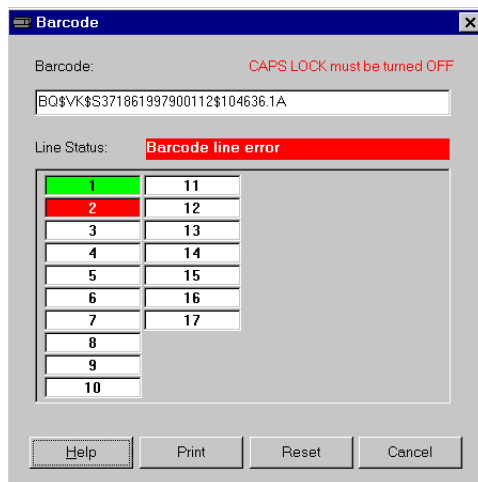 Barcode
Barcode: CAPS LOCK must be turned OFF
BQ$VK$S371861997900112$104636.1A
Line Status: Barcode line error
1 11
2 12
3 13
4 14
5 15
6 16
7 17
8
9
10
Help Print Reset Cancel